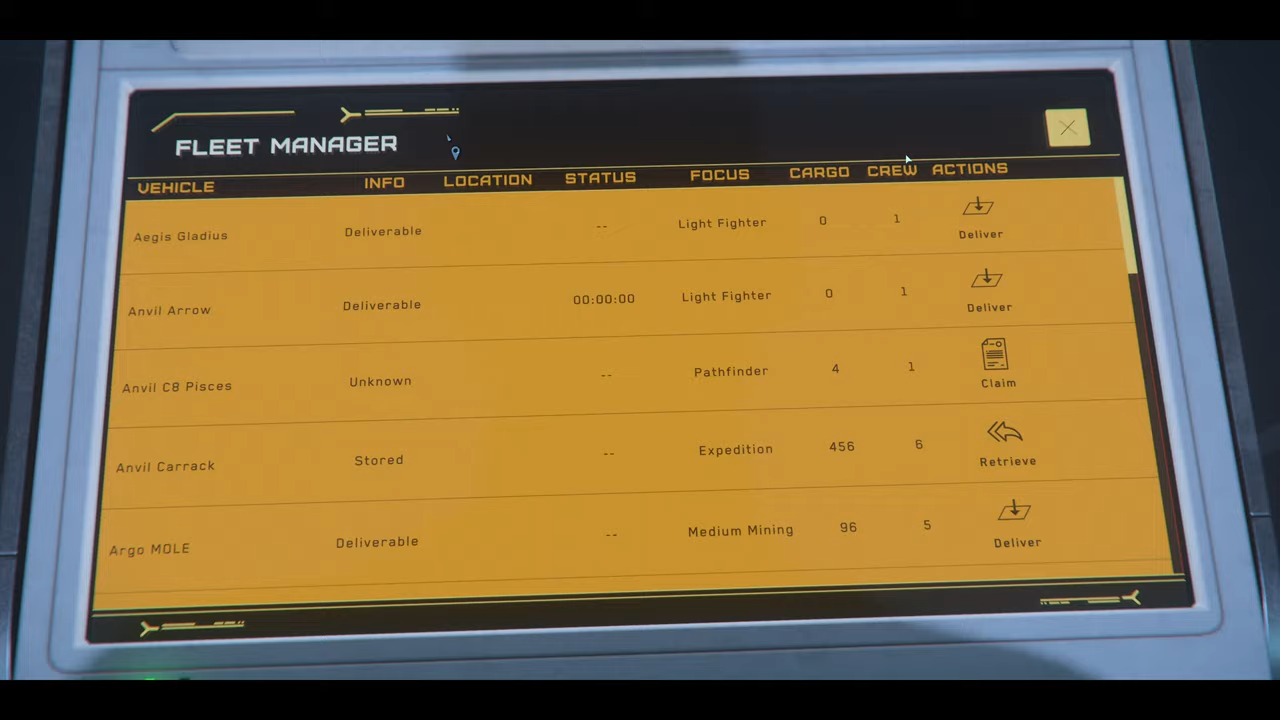 FLEET MANAGER
VEHICLE INFO LOCATION STATUS FOCUS CARGO CREW ACTIONS
Aegis Gladius Deliverable -- Light Fighter 0 1 Deliver
Anvil Arrow Deliverable 00:00:00 Light Fighter 0 1 Deliver
Anvil C8 Pisces Unknown -- Pathfinder 4 1 Claim
Anvil Carrack Stored -- Expedition 456 6 Retrieve
Argo MOLE Deliverable -- Medium Mining 96 5 Deliver